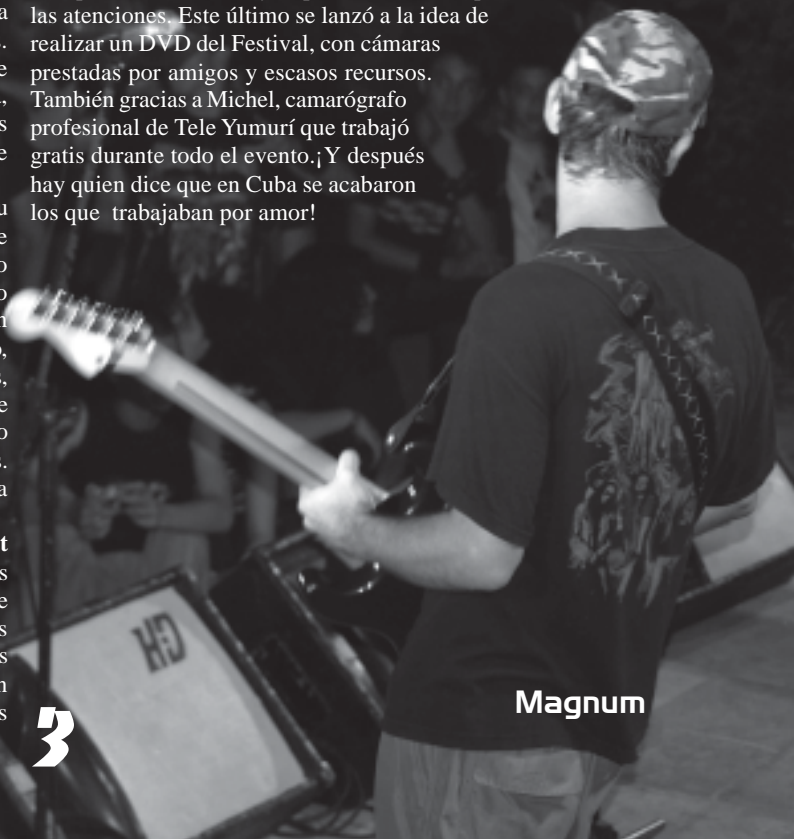 las atenciones. Este último se lanzó a la idea de
realizar un DVD del Festival, con cámaras
prestadas por amigos y escasos recursos.
También gracias a Michel, camarógrafo
profesional de Tele Yumurí que trabajó
gratis durante todo el evento.¡Y después
hay quien dice que en Cuba se acabaron
los que  trabajaban por amor!
Magnum
3